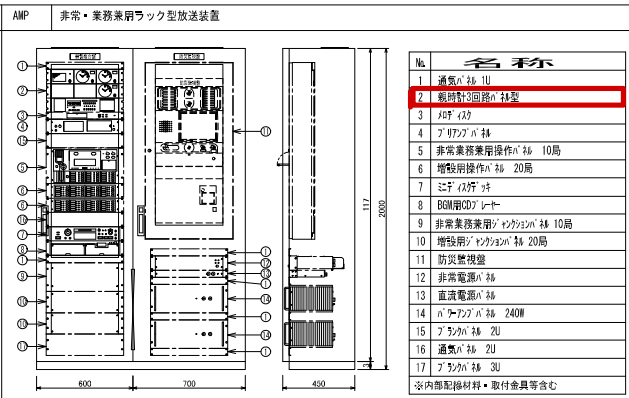 AMP 非常・業務兼用ラック型放送装置
№ 名称
1 通気ﾊﾟﾈﾙ 1U
2 親時計3回路ﾊﾟﾈﾙ型
3 ﾒﾛﾃﾞｨｽｸ
4 ﾌﾟﾘｱﾝﾌﾟﾊﾟﾈﾙ
5 非常業務兼用操作ﾊﾟﾈﾙ 10局
6 増設用操作ﾊﾟﾈﾙ 20局
7 ﾐﾆﾃﾞｨｽｸﾃﾞｯｷ
8 BGM用CDﾌﾟﾚｰﾔｰ
9 非常業務兼用ｼﾞｬﾝｸｼｮﾝﾊﾟﾈﾙ 10局
10 増設用ｼﾞｬﾝｸｼｮﾝﾊﾟﾈﾙ 20局
11 防災監視盤
12 非常電源ﾊﾟﾈﾙ
13 直流電源ﾊﾟﾈﾙ
14 ﾊﾟﾜｰｱﾝﾌﾟﾊﾟﾈﾙ 240W
15 ﾌﾞﾗﾝｸﾊﾟﾈﾙ 2U
16 通気ﾊﾟﾈﾙ 2U
17 ﾌﾞﾗﾝｸﾊﾟﾈﾙ 3U
※内部配線材料・取付金具等含む
117
2000
600 700 450